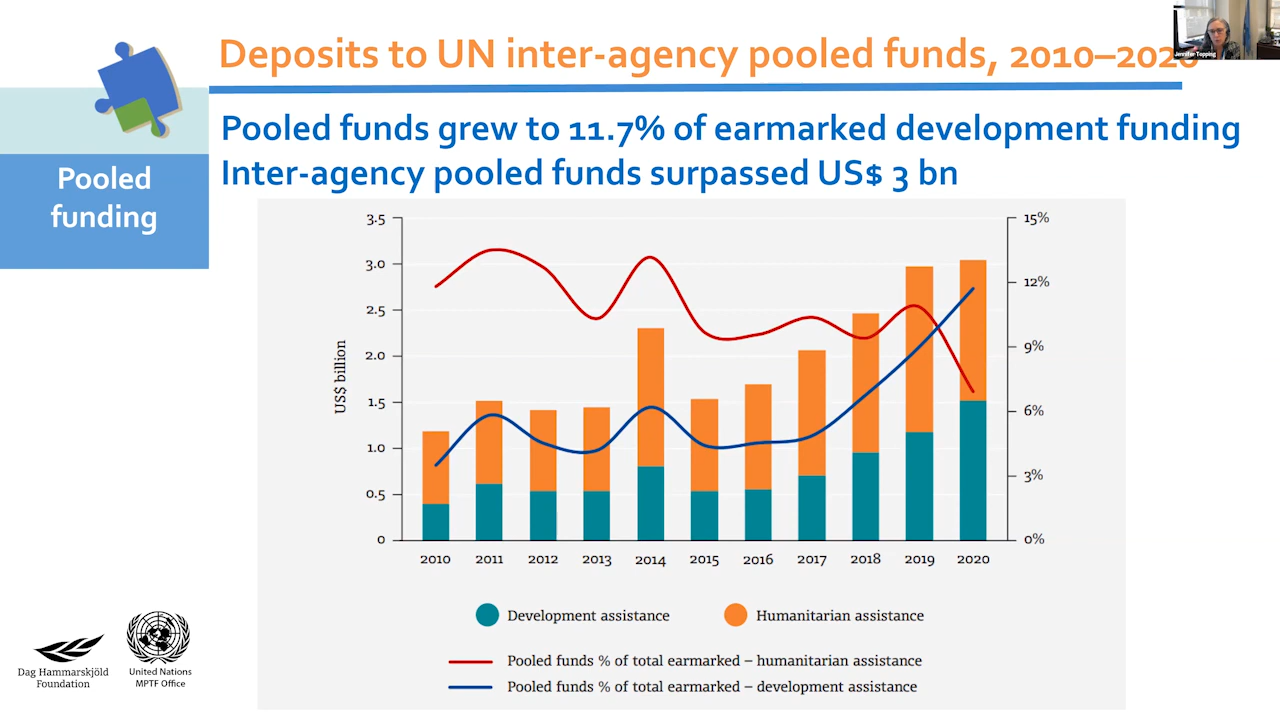 Deposits to UN inter-agency pooled funds, 2010–2020
Jennifer Topping
Pooled funds grew to 11.7% of earmarked development funding
Inter-agency pooled funds surpassed US$ 3 bn
Pooled
funding
US$ billion
3.5
3.0
2.5
2.0
1.5
1.0
0.5
0
15%
12%
9%
6%
3%
0%
2010 2011 2012 2013 2014 2015 2016 2017 2018 2019 2020
Development assistance
Humanitarian assistance
Pooled funds % of total earmarked – humanitarian assistance
Pooled funds % of total earmarked – development assistance
Dag Hammarskjöld
Foundation
United Nations
MPTF Office